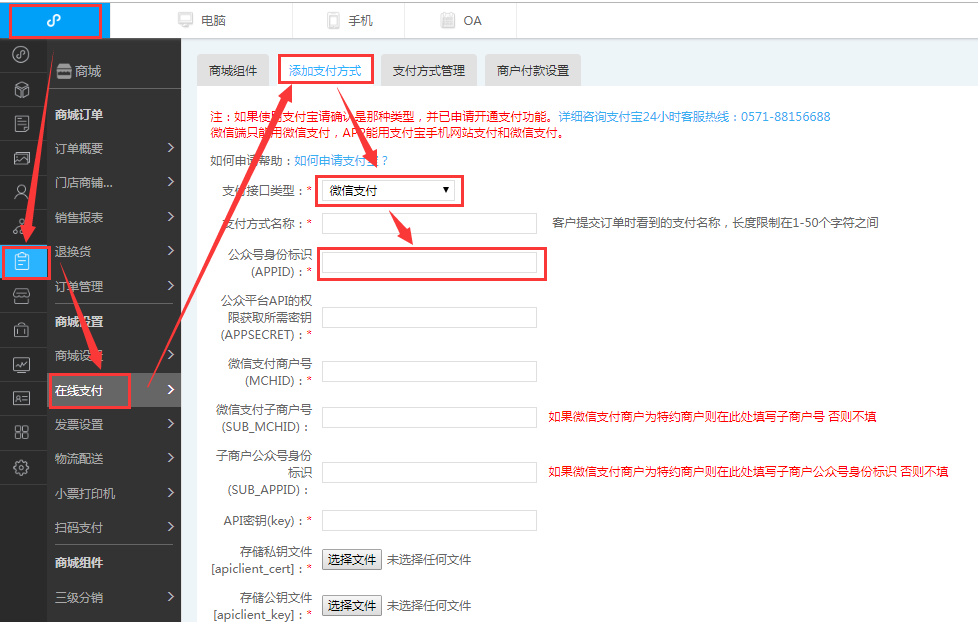 电脑
手机
OA
商城
商城订单
订单概要
门店商铺...
销售报表
退换货
订单管理
商城设置
商城设置
在线支付
发票设置
物流配送
小票打印机
扫码支付
商城组件
三级分销
商城组件
添加支付方式
支付方式管理
商户付款设置
注：如果使用支付宝请确认是那种类型，并已申请开通支付功能。详细咨询支付宝24小时客服热线：0571-88156688
微信端只能用微信支付，APP能用支付宝手机网站支付和微信支付。
如何申请帮助：如何申请支付宝？
支付接口类型：*
微信支付
支付方式名称：*
客户提交订单时看到的支付名称，长度限制在1-50个字符之间
公众号身份标识
(APPID)：*
公众平台API的权
限获取所需密钥
(APPSECRET)：*
微信支付商户号
(MCHID)：*
微信支付子商户号
(SUB_MCHID)：
如果微信支付商户为特约商户则在此处填写子商户号 否则不填
子商户公众号身份
标识
(SUB_APPID)：
如果微信支付商户为特约商户则在此处填写子商户公众号身份标识 否则不填
API密钥(key)：*
存储私钥文件
[apiclient_cert]：*
选择文件 未选择任何文件
存储公钥文件
[apiclient_key]：*
选择文件 未选择任何文件